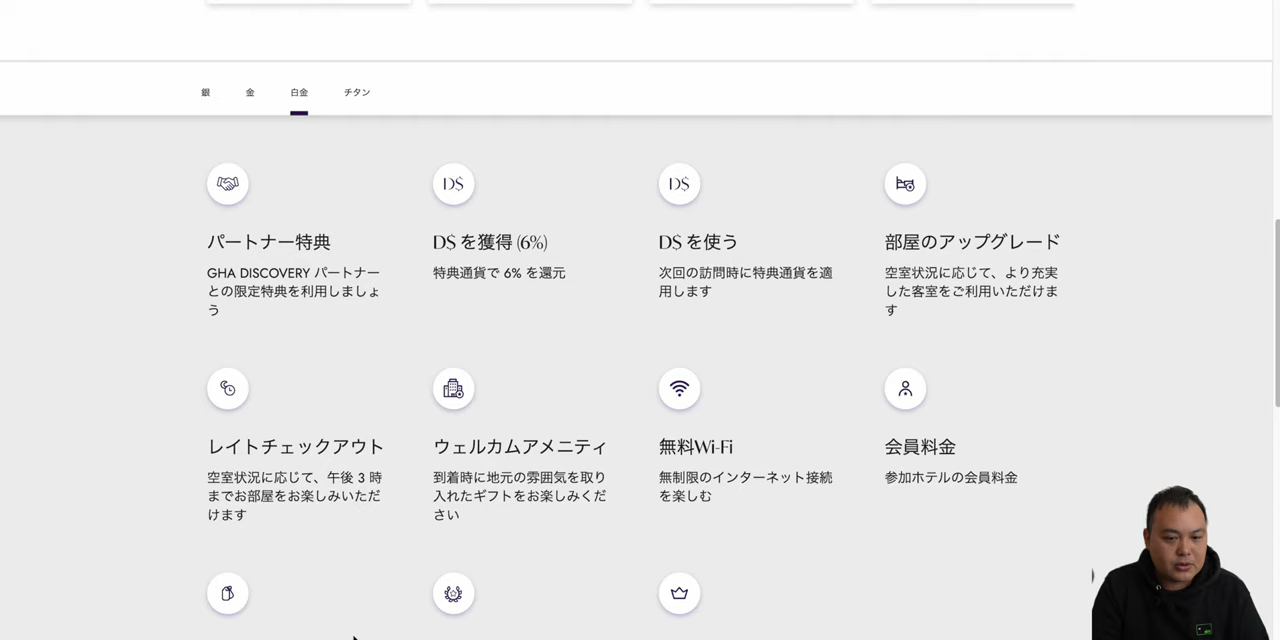 銀 金 白金 チタン
D$
D$
パートナー特典
GHA DISCOVERY パートナー
との限定特典を利用しましょ
う
D$ を獲得 (6%)
特典通貨で 6% を還元
D$ を使う
次回の訪問時に特典通貨を適
用します
部屋のアップグレード
空室状況に応じて、より充実
した客室をご利用いただけま
す
レイトチェックアウト
空室状況に応じて、午後 3 時
までお部屋をお楽しみいただ
けます
ウェルカムアメニティ
到着時に地元の雰囲気を取り
入れたギフトをお楽しみくだ
さい
無料Wi-Fi
無制限のインターネット接続
を楽しむ
会員料金
参加ホテルの会員料金